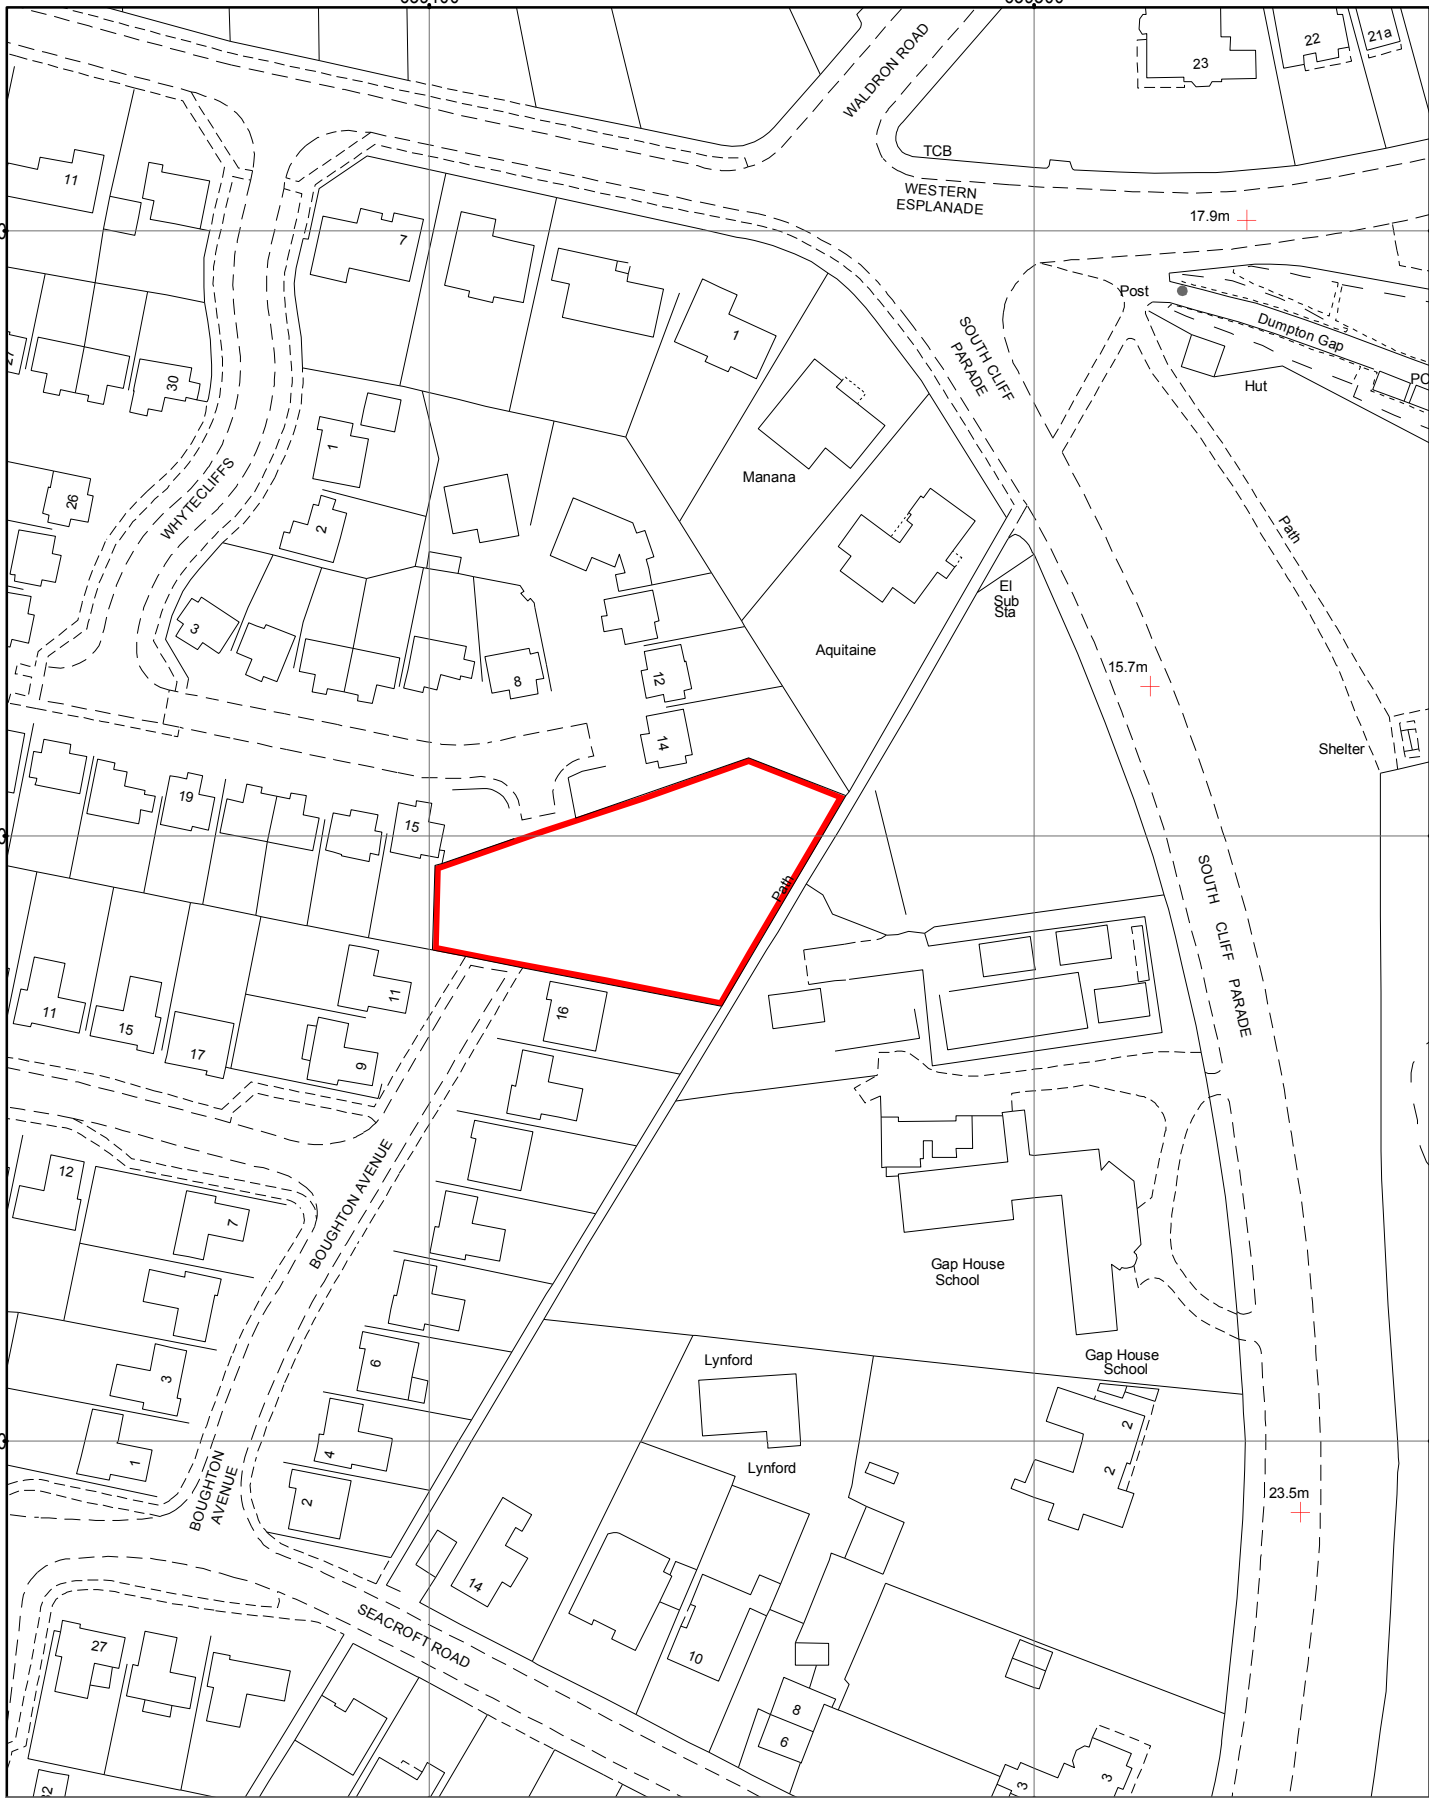 WALDRON ROAD
23
22
21a
TCB
WESTERN
ESPLANADE
17.9m
11
7
Post
Dumpton Gap
Hut
SOUTH CLIFF
PARADE
1
30
1
Manana
26
WHYTECLIFFS
2
Path
El
Sub
Sta
3
Aquitaine
12
8
15.7m
14
Shelter
19
15
Path
SOUTH CLIFF PARADE
11
15
17
11
9
16
12
7
BOUGHTON AVENUE
Gap House
School
3
6
Lynford
Gap House
School
1
4
2
2
2
Lynford
BOUGHTON
AVENUE
23.5m
14
SEACROFT ROAD
27
10
8
6
3
3